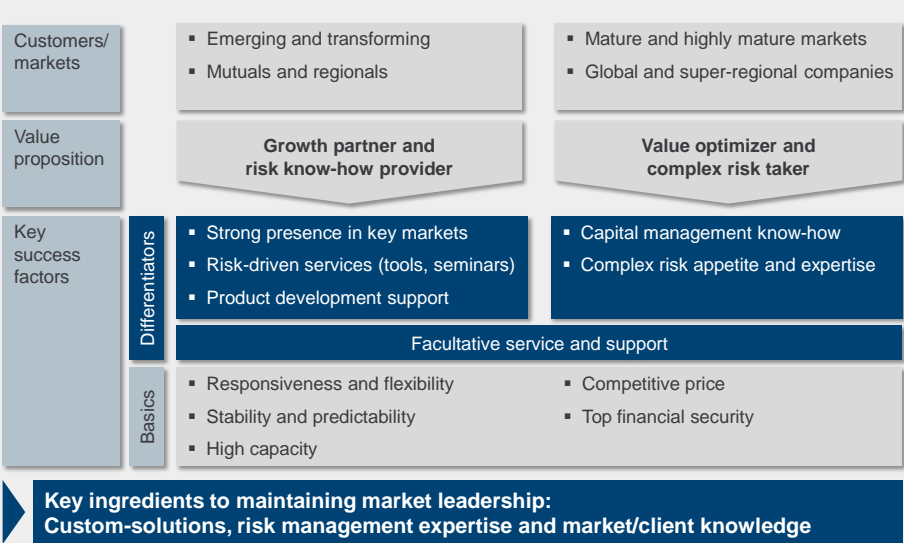 Customers/
markets
▪ Emerging and transforming
▪ Mutuals and regionals
▪ Mature and highly mature markets
▪ Global and super-regional companies
Value
proposition
Growth partner and
risk know-how provider
Value optimizer and
complex risk taker
Key
success
factors
Differentiators
▪ Strong presence in key markets
▪ Risk-driven services (tools, seminars)
▪ Product development support
▪ Capital management know-how
▪ Complex risk appetite and expertise
Facultative service and support
Basics
▪ Responsiveness and flexibility
▪ Stability and predictability
▪ High capacity
▪ Competitive price
▪ Top financial security
Key ingredients to maintaining market leadership:
Custom-solutions, risk management expertise and market/client knowledge